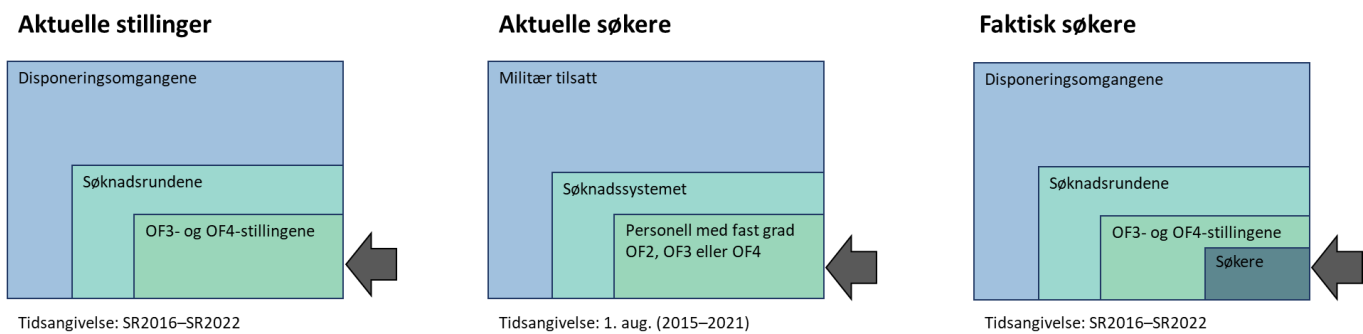 Aktuelle stillinger
Disponeringsomgangene
Søknadsrundene
OF3- og OF4-stillingene
Tidsangivelse: SR2016–SR2022
Aktuelle søkere
Militær tilsatt
Søknadssystemet
Personell med fast grad
OF2, OF3 eller OF4
Tidsangivelse: 1. aug. (2015–2021)
Faktisk søkere
Disponeringsomgangene
Søknadsrundene
OF3- og OF4-stillingene
Søkere
Tidsangivelse: SR2016–SR2022